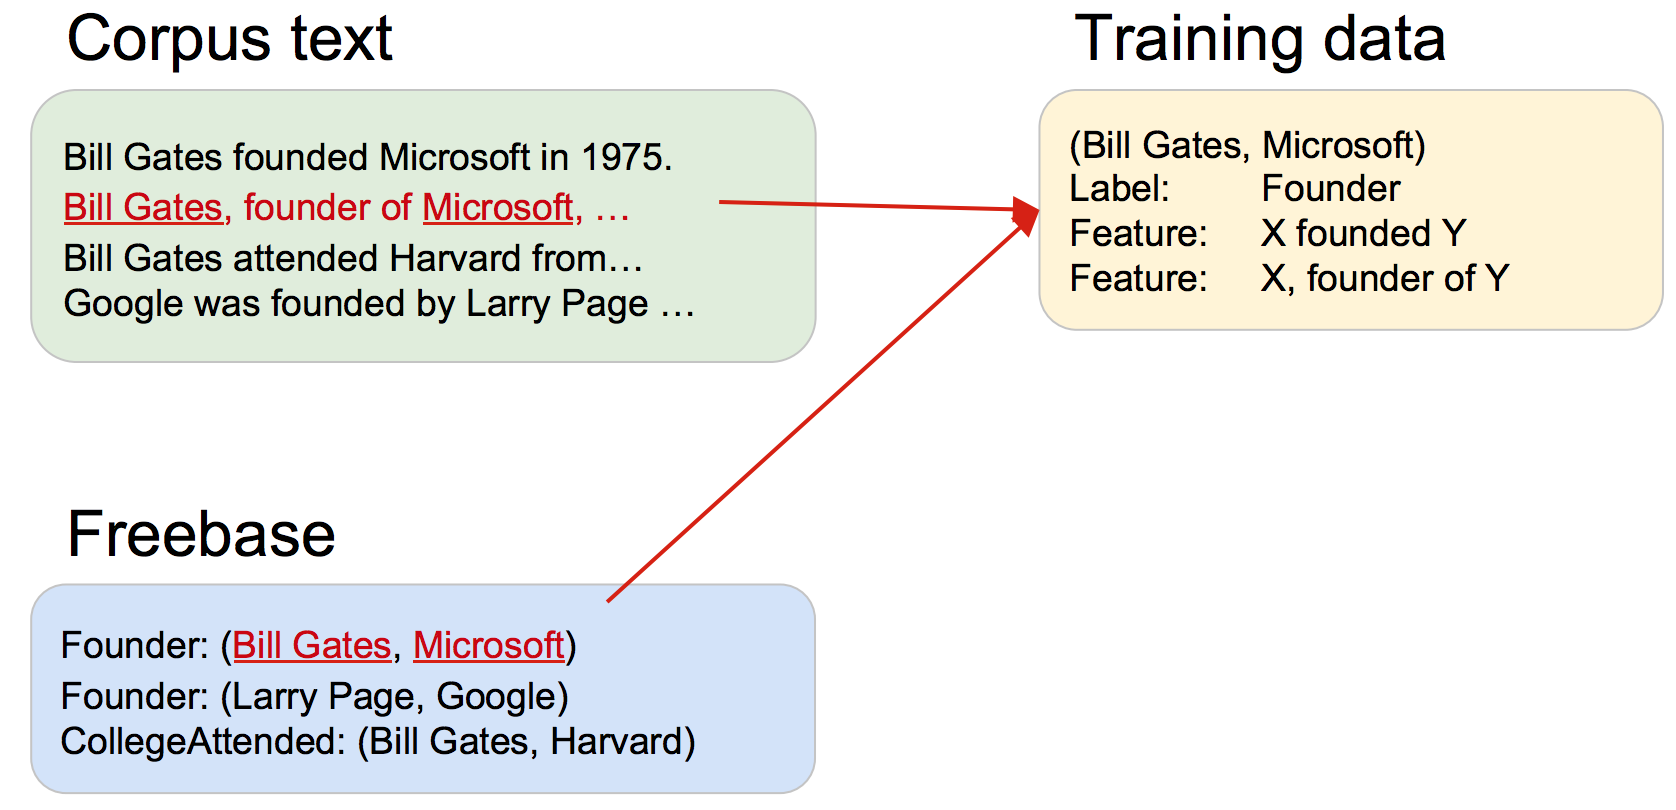 Corpus text
Bill Gates founded Microsoft in 1975.
Bill Gates, founder of Microsoft, …
Bill Gates attended Harvard from…
Google was founded by Larry Page …
Training data
(Bill Gates, Microsoft)
Label: Founder
Feature: X founded Y
Feature: X, founder of Y
Freebase
Founder: (Bill Gates, Microsoft)
Founder: (Larry Page, Google)
CollegeAttended: (Bill Gates, Harvard)